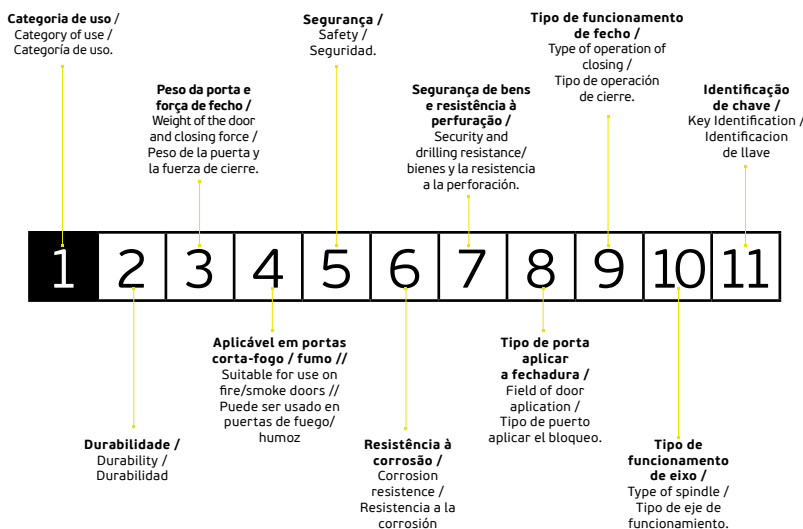 Categoria de uso /
Category of use /
Categoría de uso.
Peso da porta e
força de fecho /
Weight of the door
and closing force /
Peso de la puerta y
la fuerza de cierre.
Segurança /
Safety /
Seguridad.
Segurança de bens
e resistência à
perfuração /
Security and
drilling resistance/
bienes y la resistencia
a la perforación.
Tipo de funcionamento
de fecho /
Type of operation of
closing /
Tipo de operación
de cierre.
Identificação
de chave /
Key Identification /
Identificacion
de llave
1 2 3 4 5 6 7 8 9 10 11
Durabilidade /
Durability /
Durabilidad
Aplicável em portas
corta-fogo / fumo //
Suitable for use on
fire/smoke doors //
Puede ser usado en
puertas de fuego/
humoz
Resistência à
corrosão /
Corrosion
resistence /
Resistencia a la
corrosión
Tipo de porta
aplicar
a fechadura /
Field of door
aplication /
Tipo de puerto
aplicar el bloqueo.
Tipo de
funcionamento
de eixo /
Type of spindle /
Tipo de eje de
funcionamiento.